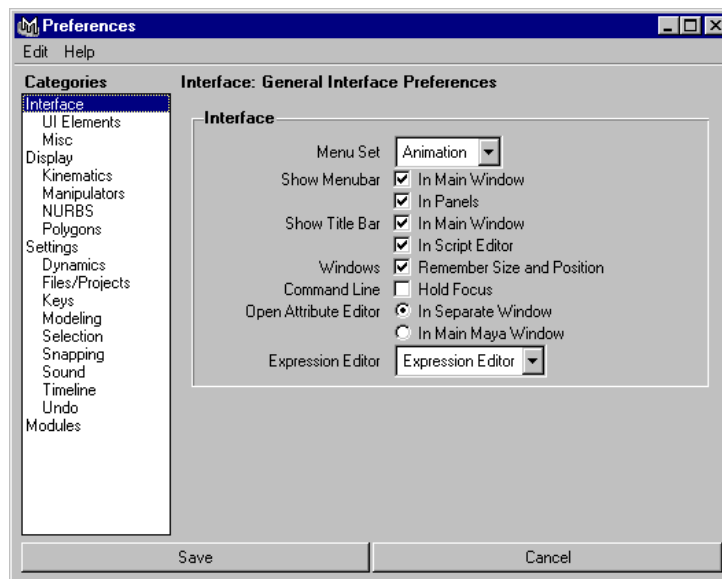 Preferences
Edit Help
Categories
Interface
UI Elements
Misc
Display
Kinematics
Manipulators
NURBS
Polygons
Settings
Dynamics
Files/Projects
Keys
Modeling
Selection
Snapping
Sound
Timeline
Undo
Modules
Interface: General Interface Preferences
Interface
Menu Set Animation
Show Menubar In Main Window
In Panels
Show Title Bar In Main Window
In Script Editor
Windows Remember Size and Position
Command Line Hold Focus
Open Attribute Editor In Separate Window
In Main Maya Window
Expression Editor Expression Editor
Save Cancel